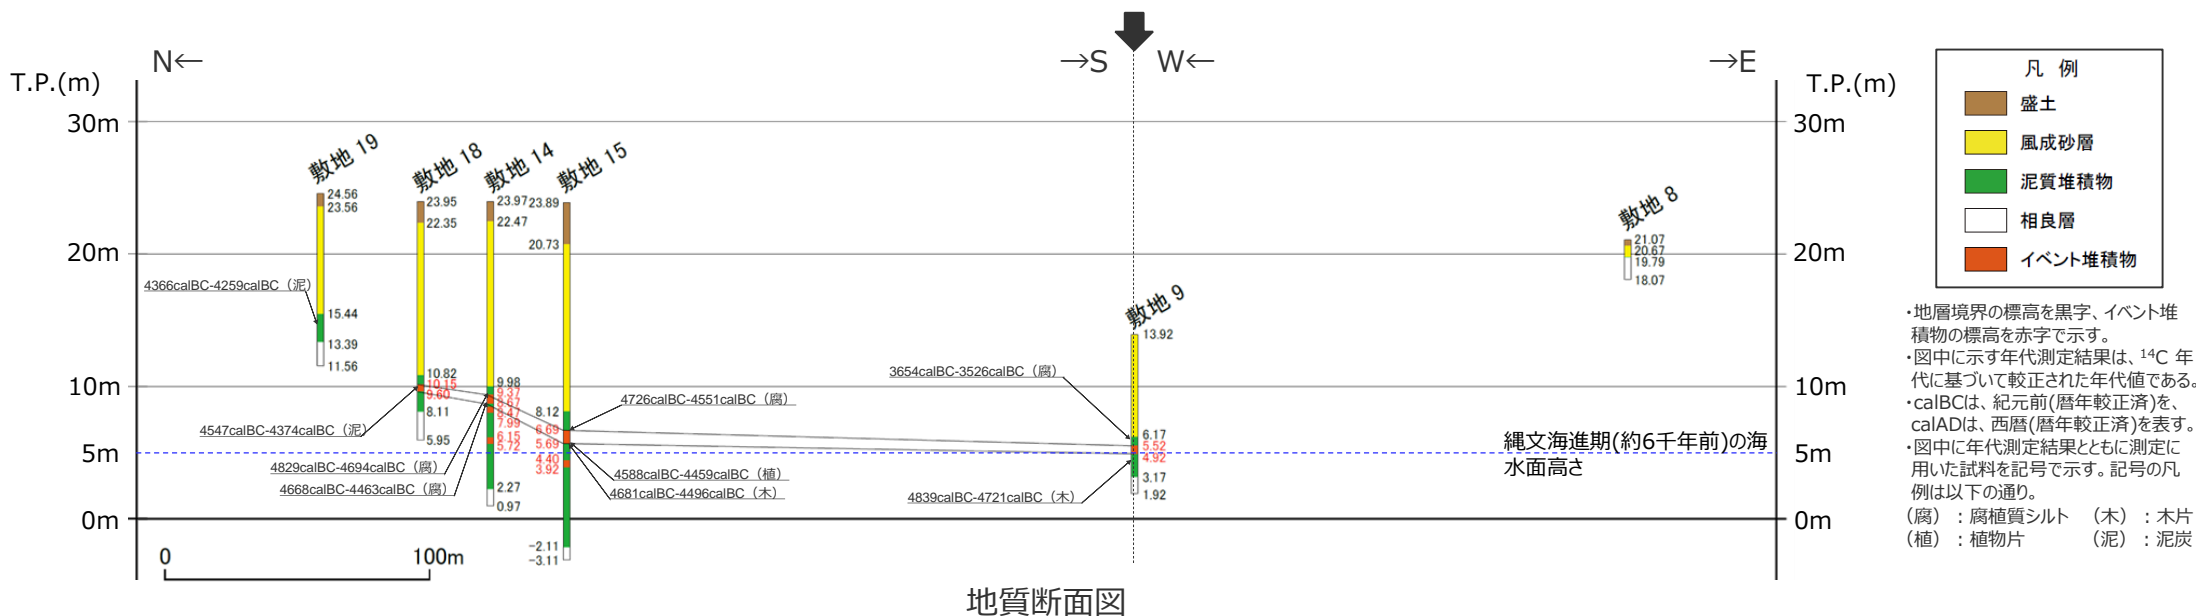 N←
→S
W←
→E
T.P.(m)
T.P.(m)
30m
20m
10m
5m
0m
30m
20m
10m
5m
0m
敷地 19
24.56
23.56
15.44
13.39
11.56
4366calBC-4259calBC（泥）
敷地 18
23.95
22.35
10.82
10.15
9.60
8.11
5.95
4547calBC-4374calBC（泥）
敷地 14
23.97
22.47
9.98
9.37
8.67
8.47
7.99
6.15
5.72
2.27
0.97
4829calBC-4694calBC（腐）
4668calBC-4463calBC（腐）
敷地 15
23.89
20.73
8.12
6.69
5.69
4.40
3.92
-2.11
-3.11
4726calBC-4551calBC（腐）
4588calBC-4459calBC（植）
4681calBC-4496calBC（木）
敷地 9
13.92
6.17
5.52
4.92
3.17
1.92
3654calBC-3526calBC（腐）
4839calBC-4721calBC（木）
敷地 8
21.07
20.67
19.79
18.07
縄文海進期(約6千年前)の海
水面高さ
0
100m
地質断面図
凡 例
盛土
風成砂層
泥質堆積物
相良層
イベント堆積物
・地層境界の標高を黒字、イベント堆
積物の標高を赤字で示す。
・図中に示す年代測定結果は、¹⁴C 年
代に基づいて較正された年代値である。
・calBCは、紀元前(暦年較正済)を、
calADは、西暦(暦年較正済)を表す。
・図中に年代測定結果とともに測定に
用いた試料を記号で示す。記号の凡
例は以下の通り。
（腐）：腐植質シルト （木）：木片
（植）：植物片 （泥）：泥炭